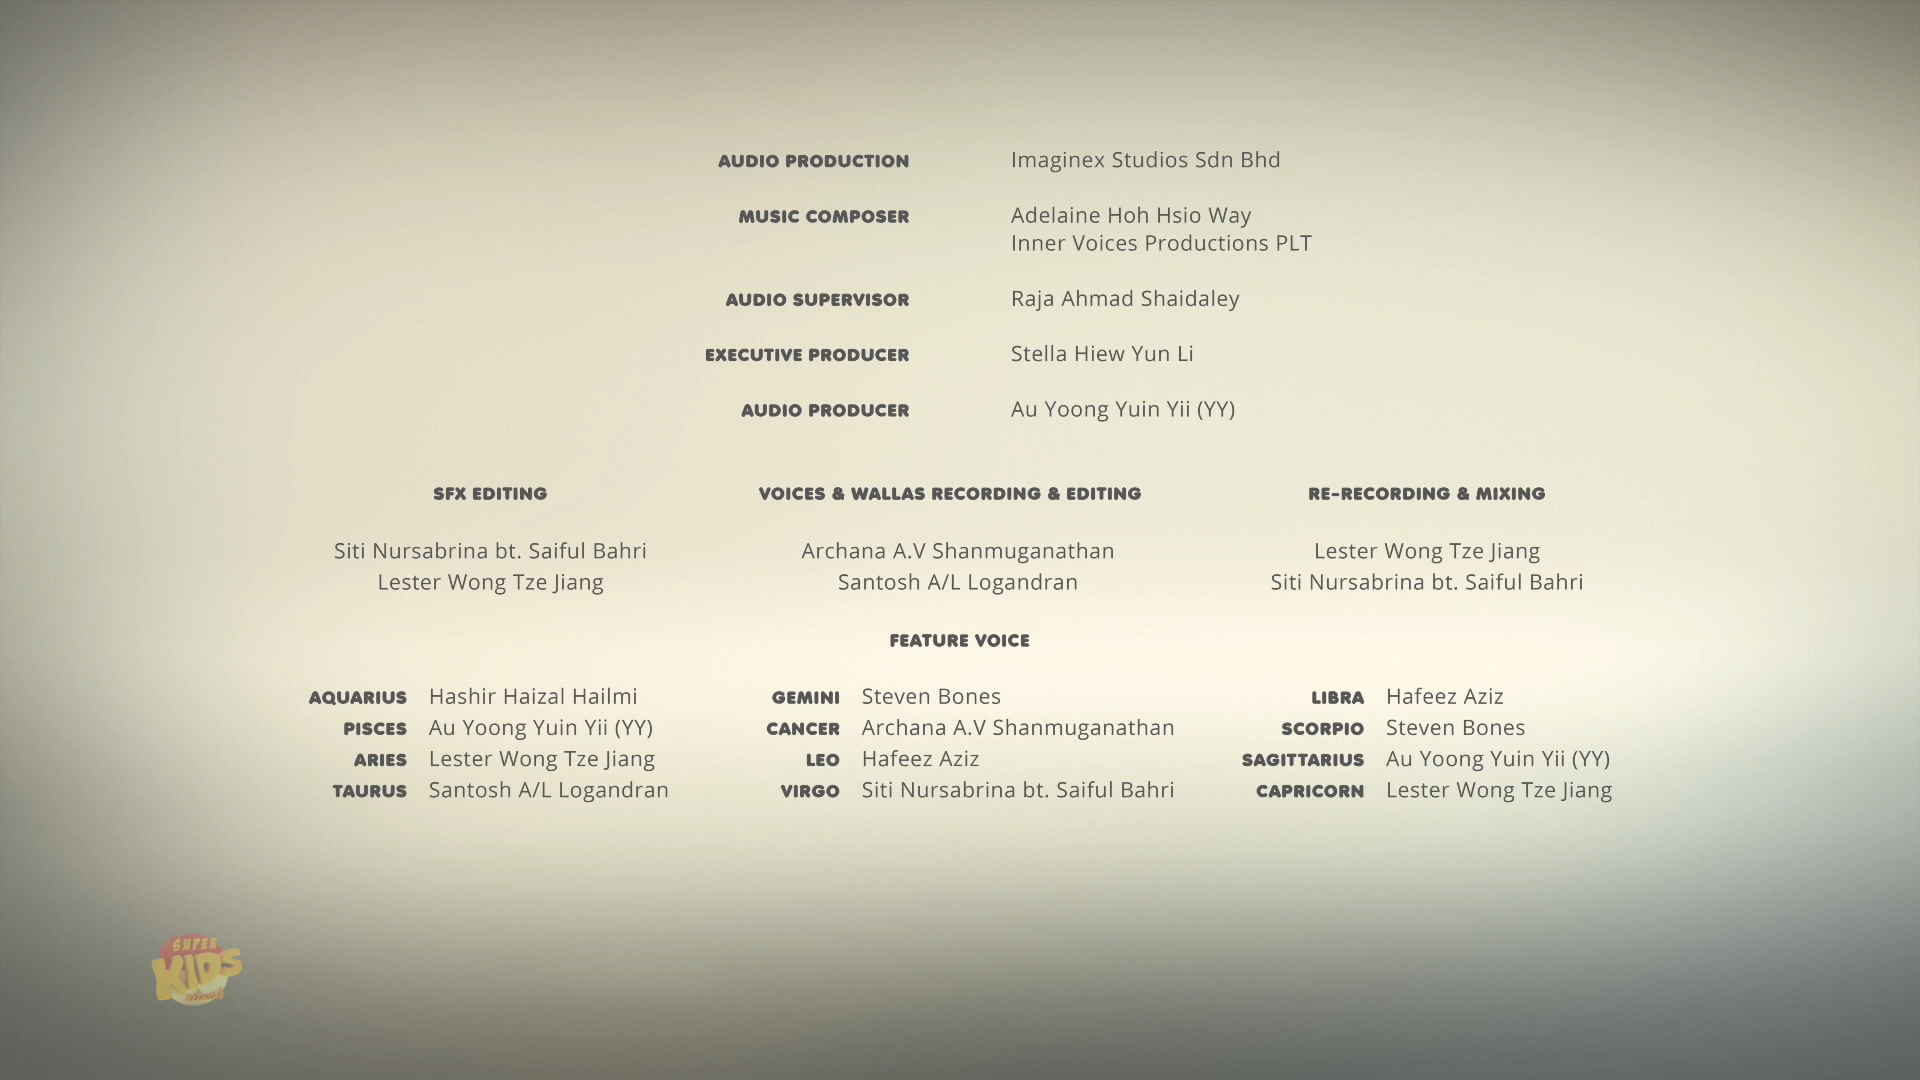 AUDIO PRODUCTION Imaginex Studios Sdn Bhd
MUSIC COMPOSER Adelaine Hoh Hsio Way
Inner Voices Productions PLT
AUDIO SUPERVISOR Raja Ahmad Shaidaley
EXECUTIVE PRODUCER Stella Hiew Yun Li
AUDIO PRODUCER Au Yoong Yuin Yii (YY)
SFX EDITING
Siti Nursabrina bt. Saiful Bahri
Lester Wong Tze Jiang
VOICES & WALLAS RECORDING & EDITING
Archana A.V Shanmuganathan
Santosh A/L Logandran
RE-RECORDING & MIXING
Lester Wong Tze Jiang
Siti Nursabrina bt. Saiful Bahri
FEATURE VOICE
AQUARIUS Hashir Haizal Hailmi
PISCES Au Yoong Yuin Yii (YY)
ARIES Lester Wong Tze Jiang
TAURUS Santosh A/L Logandran
GEMINI Steven Bones
CANCER Archana A.V Shanmuganathan
LEO Hafeez Aziz
VIRGO Siti Nursabrina bt. Saiful Bahri
LIBRA Hafeez Aziz
SCORPIO Steven Bones
SAGITTARIUS Au Yoong Yuin Yii (YY)
CAPRICORN Lester Wong Tze Jiang
SUPER
KIDS